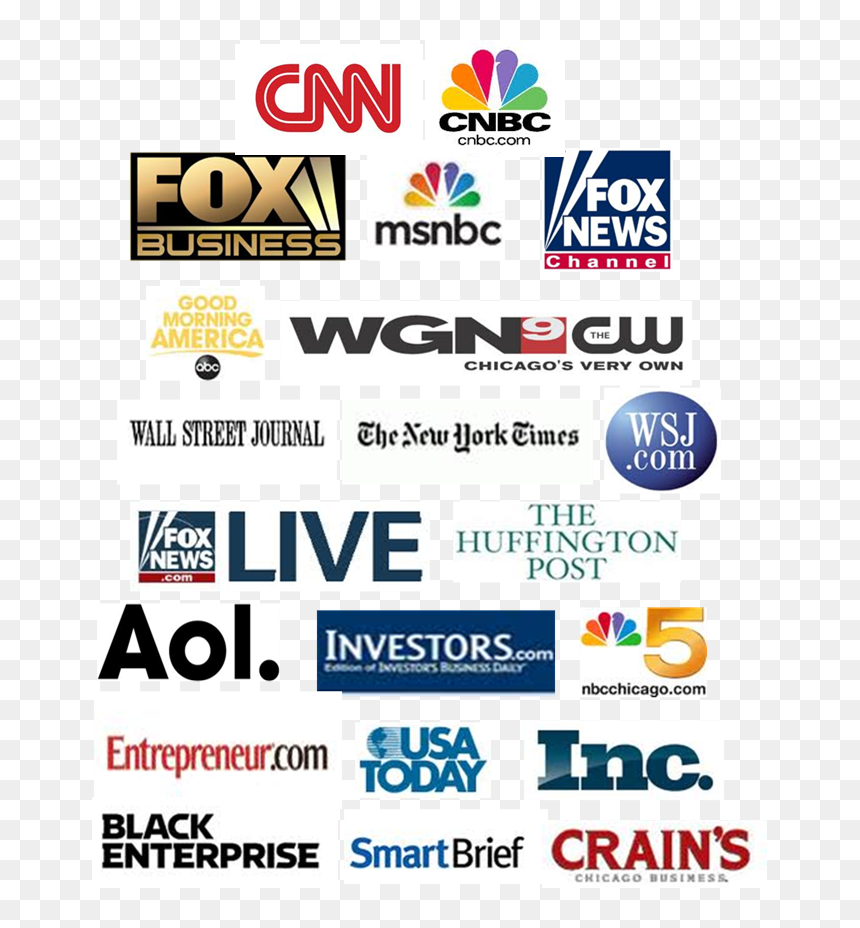 CNN
CNBC
cnbc.com
FOX
BUSINESS
msnbc
FOX
NEWS
Channel
GOOD
MORNING
AMERICA
abc
WGN 9 THE CW
CHICAGO'S VERY OWN
WALL STREET JOURNAL
The New York Times
WSJ
.com
FOX
NEWS
.com
LIVE
THE
HUFFINGTON
POST
Aol.
INVESTORS.com
Edition of INVESTOR'S BUSINESS DAILY
5
nbcchicago.com
Entrepreneur.com
USA
TODAY
Inc.
BLACK
ENTERPRISE
SmartBrief
CRAIN'S
CHICAGO BUSINESS.